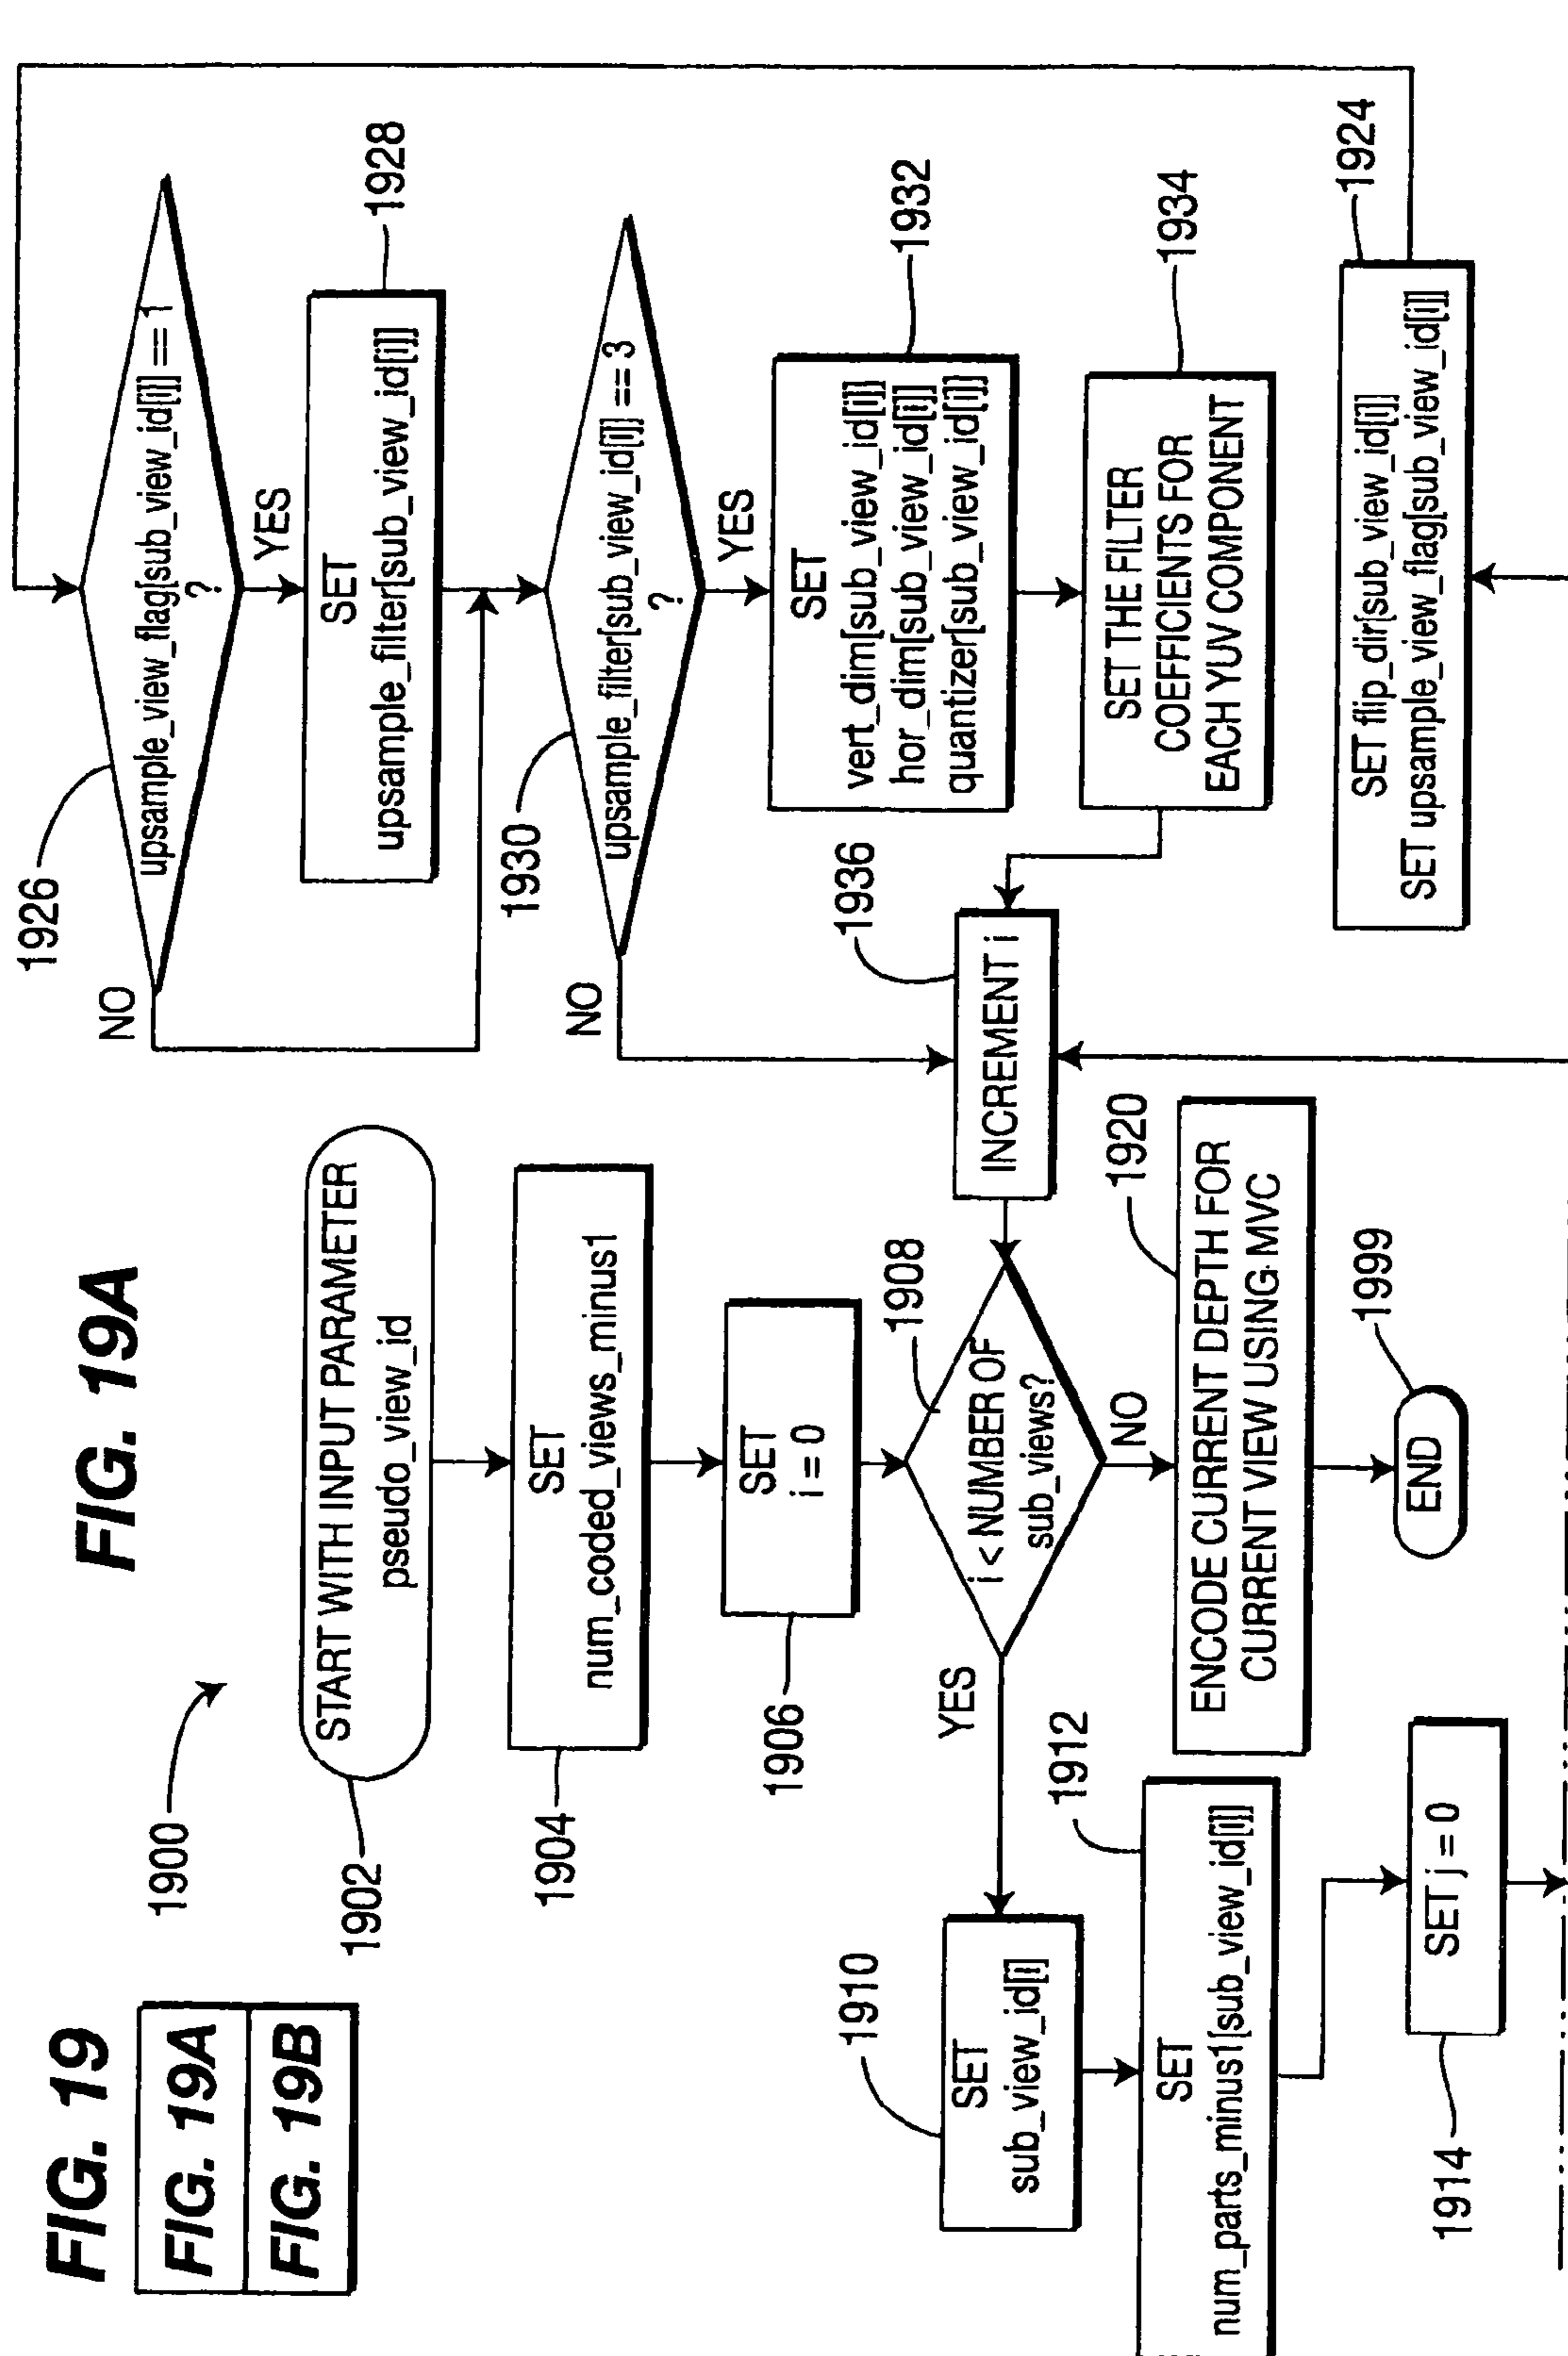 FIG. 19
FIG. 19A
FIG. 19B
FIG. 19A
1900
1902
START WITH INPUT PARAMETER
pseudo_view_id
1904
SET
num_coded_views_minus1
1906
SET
i = 0
1908
i < NUMBER OF
sub_views?
YES
NO
1910
SET
sub_view_id[i]
1912
SET
num_parts_minus1[sub_view_id[i]]
1914
SET j = 0
1920
ENCODE CURRENT DEPTH FOR
CURRENT VIEW USING MVC
1999
END
1926
upsample_view_flag[sub_view_id[i]] == 1
?
NO
YES
1928
SET
upsample_filter[sub_view_id[i]]
1930
upsample_filter[sub_view_id[i]] == 3
?
NO
YES
1932
SET
vert_dim[sub_view_id[i]]
hor_dim[sub_view_id[i]]
quantizer[sub_view_id[i]]
1934
SET THE FILTER
COEFFICIENTS FOR
EACH YUV COMPONENT
1936
INCREMENT i
1924
SET flip_dir[sub_view_id[i]]
SET upsample_view_flag[sub_view_id[i]]